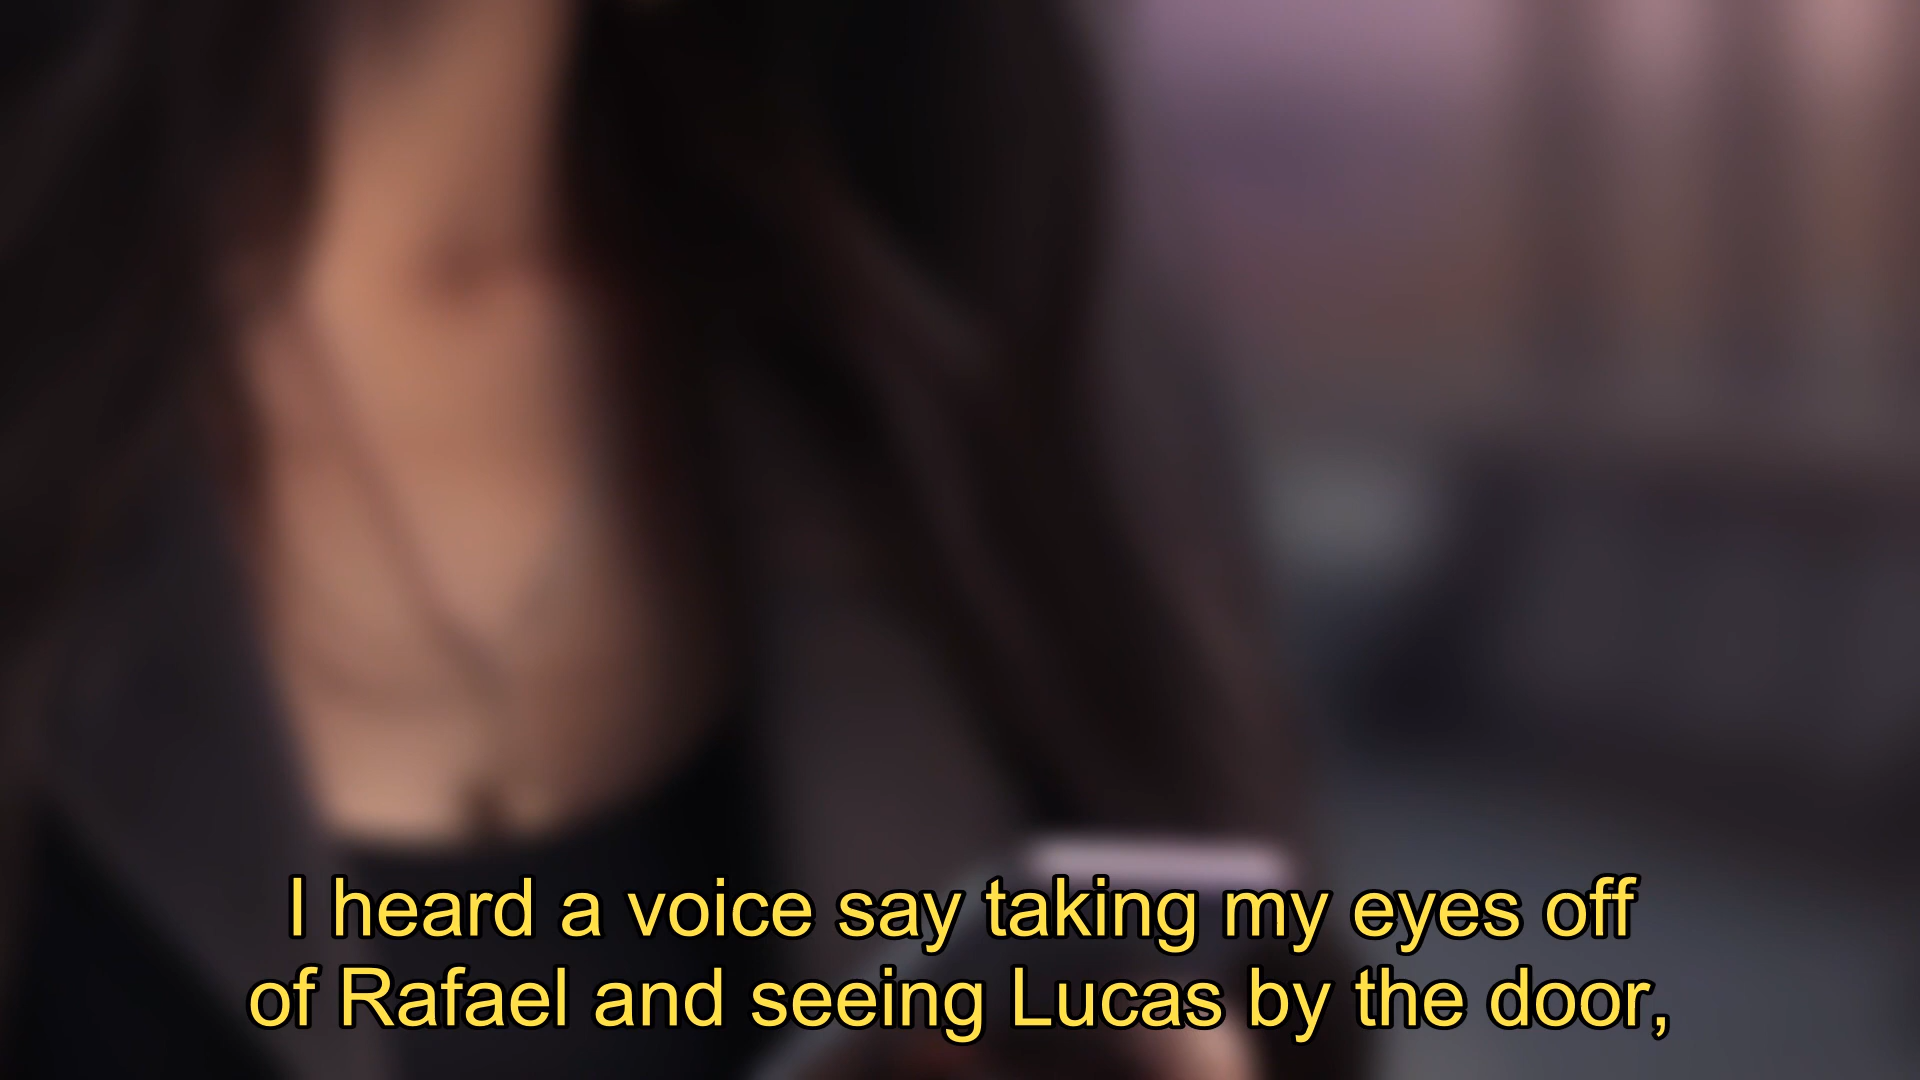 I heard a voice say taking my eyes off
of Rafael and seeing Lucas by the door,